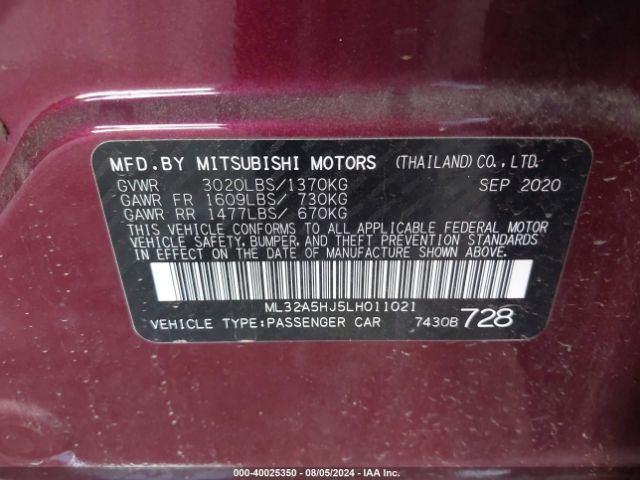 MFD. BY MITSUBISHI MOTORS (THAILAND) CO., LTD.
GVWR 3020LBS/1370KG SEP 2020
GAWR FR 1609LBS/ 730KG
GAWR RR 1477LBS/ 670KG
THIS VEHICLE CONFORMS TO ALL APPLICABLE FEDERAL MOTOR
VEHICLE SAFETY, BUMPER, AND THEFT PREVENTION STANDARDS
IN EFFECT ON THE DATE OF MANUFACTURE SHOWN ABOVE.
ML32A5HJ5LH011021
VEHICLE TYPE:PASSENGER CAR 7430B 728
000-40025350 - 08/05/2024 - IAA Inc.